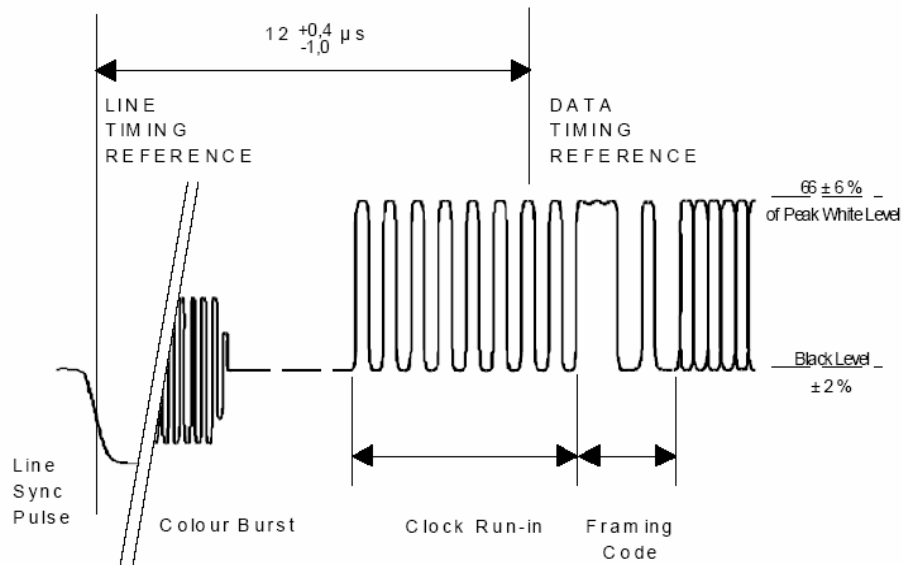 12 +0,4 μs
-1,0
LINE
TIMING
REFERENCE
DATA
TIMING
REFERENCE
66 ± 6 %
of Peak White Level
Black Level
± 2 %
Line
Sync
Pulse
Colour Burst
Clock Run-in
Framing
Code